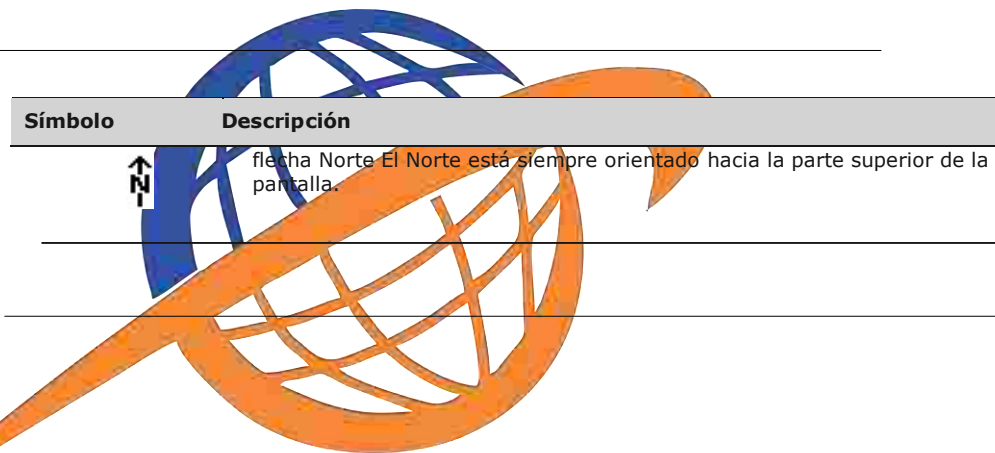 Símbolo Descripción
N flecha Norte El Norte está siempre orientado hacia la parte superior de la
pantalla.